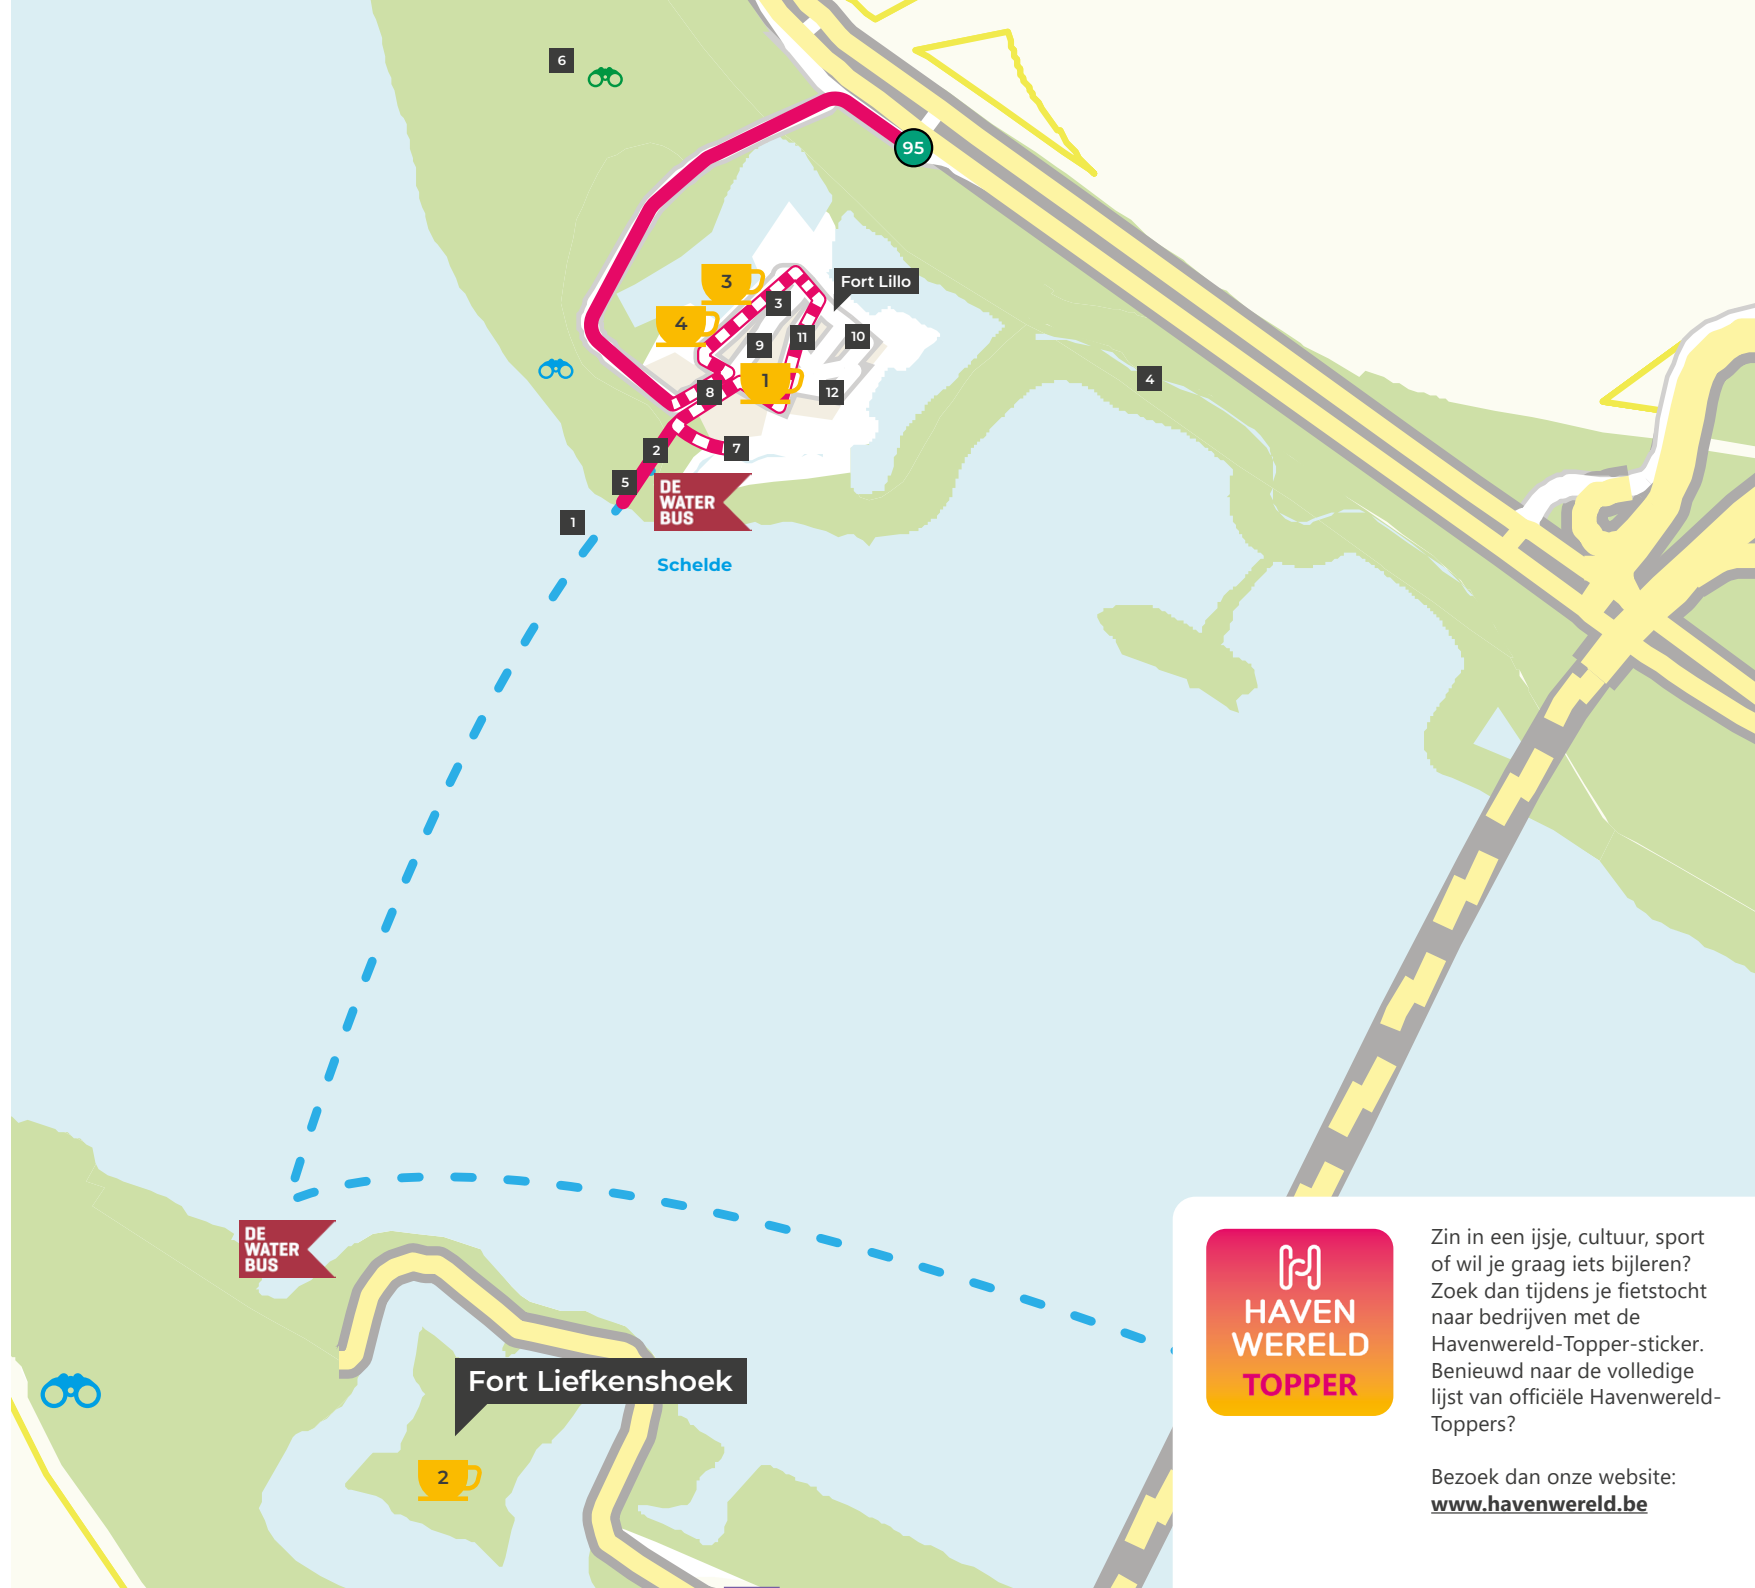 6
95
3
Fort Lillo
3
4
11
10
9
1
4
8
12
7
2
5
DE
WATER
BUS
1
Schelde
DE
WATER
BUS
Fort Liefkenshoek
2
HAVEN
WERELD
TOPPER
Zin in een ijsje, cultuur, sport
of wil je graag iets bijleren?
Zoek dan tijdens je fietstocht
naar bedrijven met de
Havenwereld-Topper-sticker.
Benieuwd naar de volledige
lijst van officiële Havenwereld-
Toppers?
Bezoek dan onze website:
www.havenwereld.be